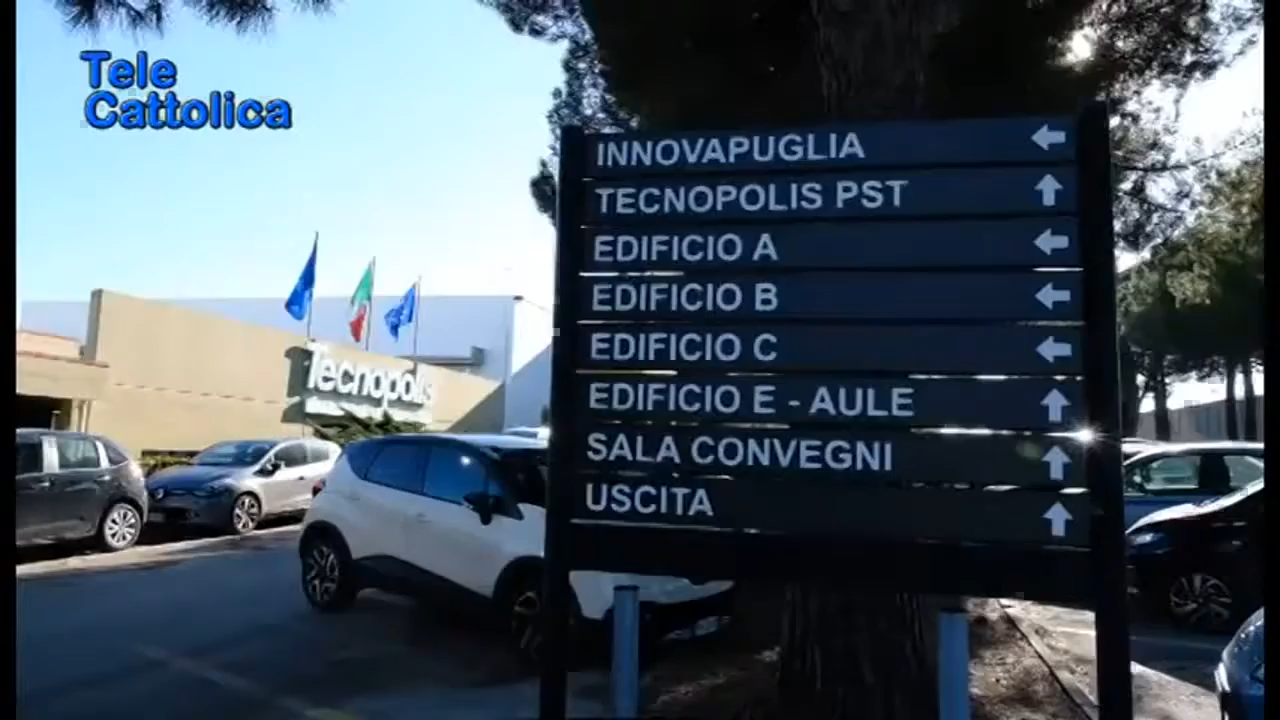 Tele
Cattolica
INNOVAPUGLIA
TECNOPOLIS PST
EDIFICIO A
EDIFICIO B
EDIFICIO C
EDIFICIO E - AULE
SALA CONVEGNI
USCITA
Tecnopolis